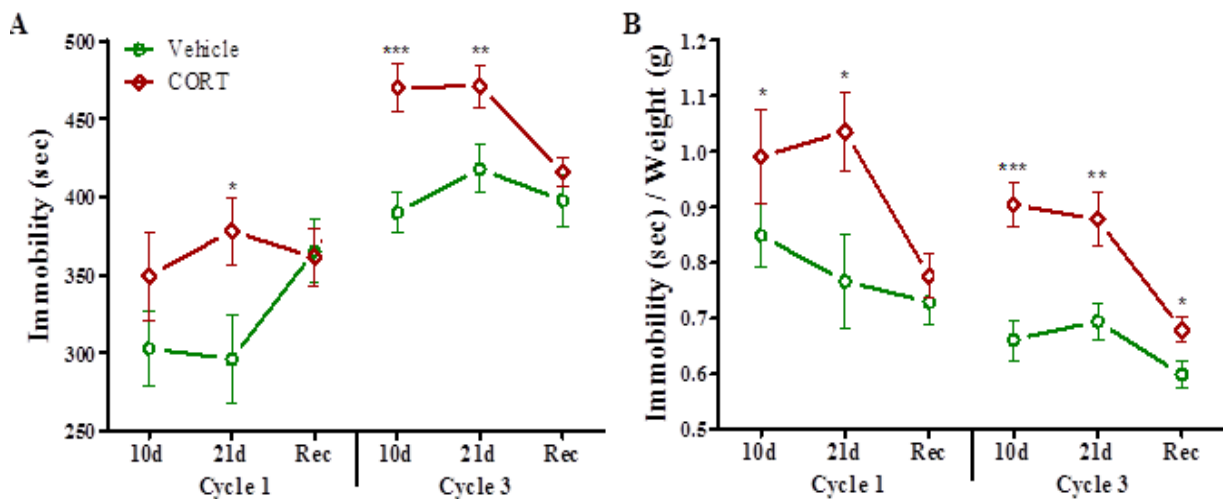 A
Immobility (sec)
500
450
400
350
300
250
Vehicle
CORT
*
***
**
10d 21d Rec 10d 21d Rec
Cycle 1 Cycle 3
B
Immobility (sec) / Weight (g)
1.2
1.1
1.0
0.9
0.8
0.7
0.6
0.5
*
*
***
**
*
10d 21d Rec 10d 21d Rec
Cycle 1 Cycle 3